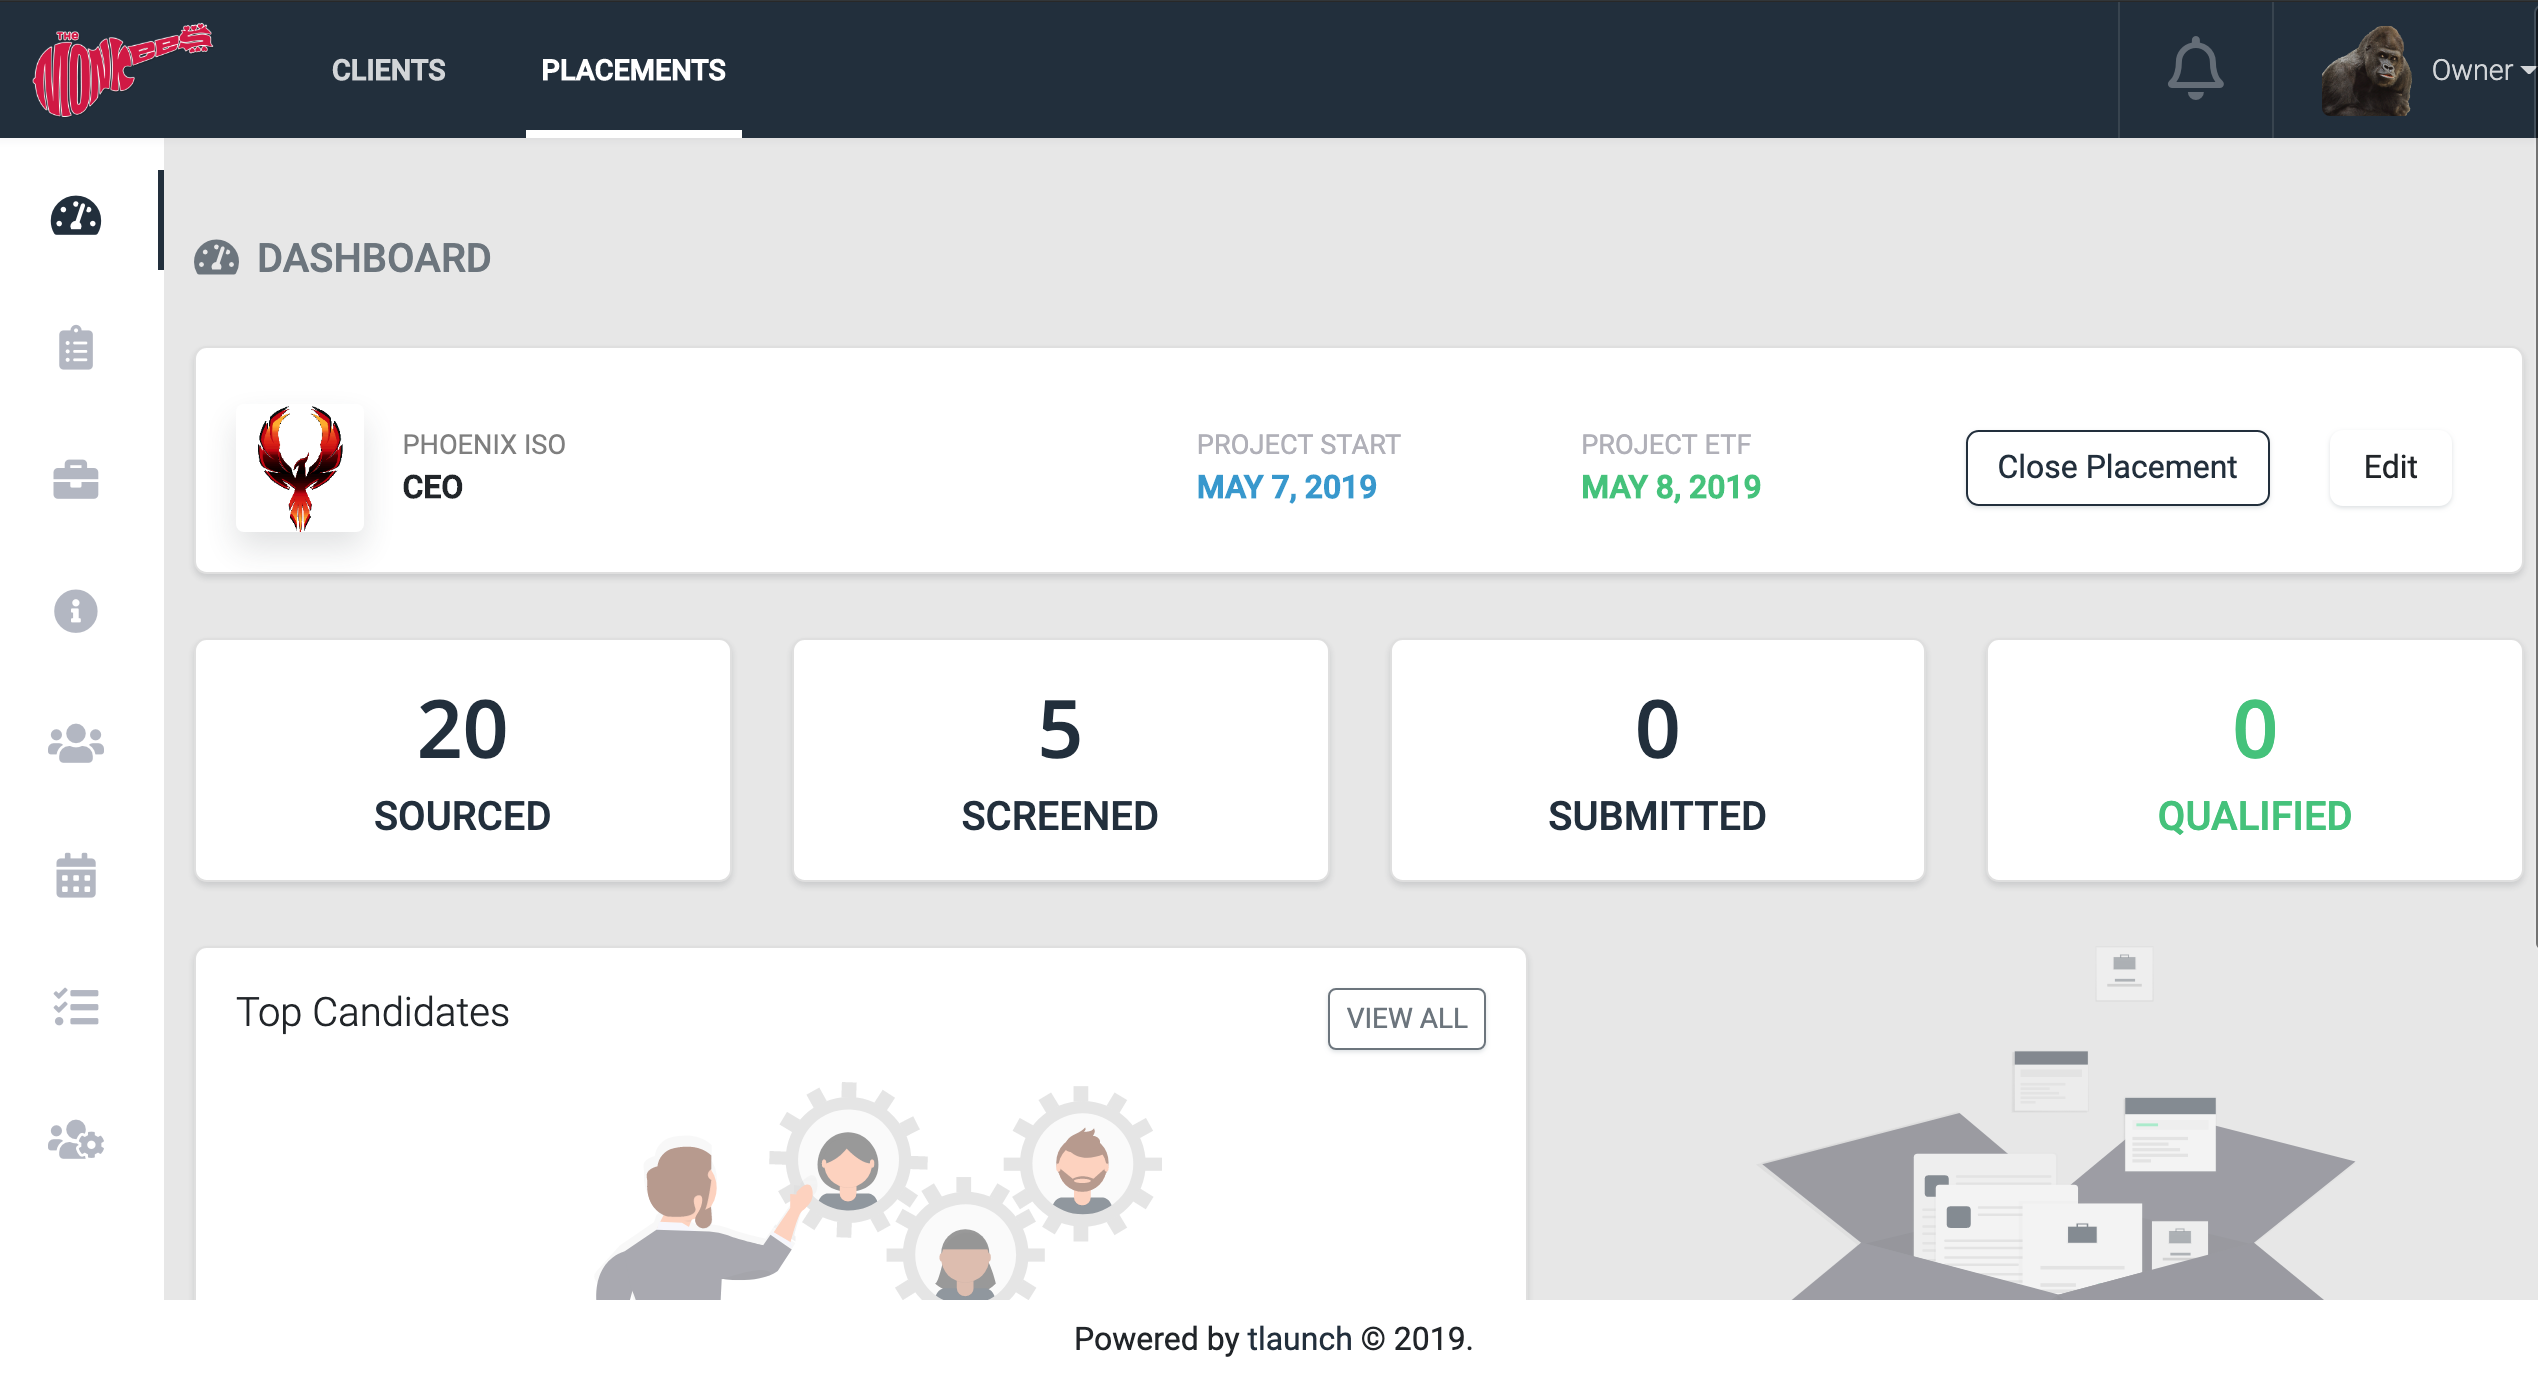 THE
MONKEES
CLIENTS
PLACEMENTS
Owner
DASHBOARD
PHOENIX ISO
CEO
PROJECT START
MAY 7, 2019
PROJECT ETF
MAY 8, 2019
Close Placement
Edit
20
SOURCED
5
SCREENED
0
SUBMITTED
0
QUALIFIED
Top Candidates
VIEW ALL
Powered by tlaunch © 2019.